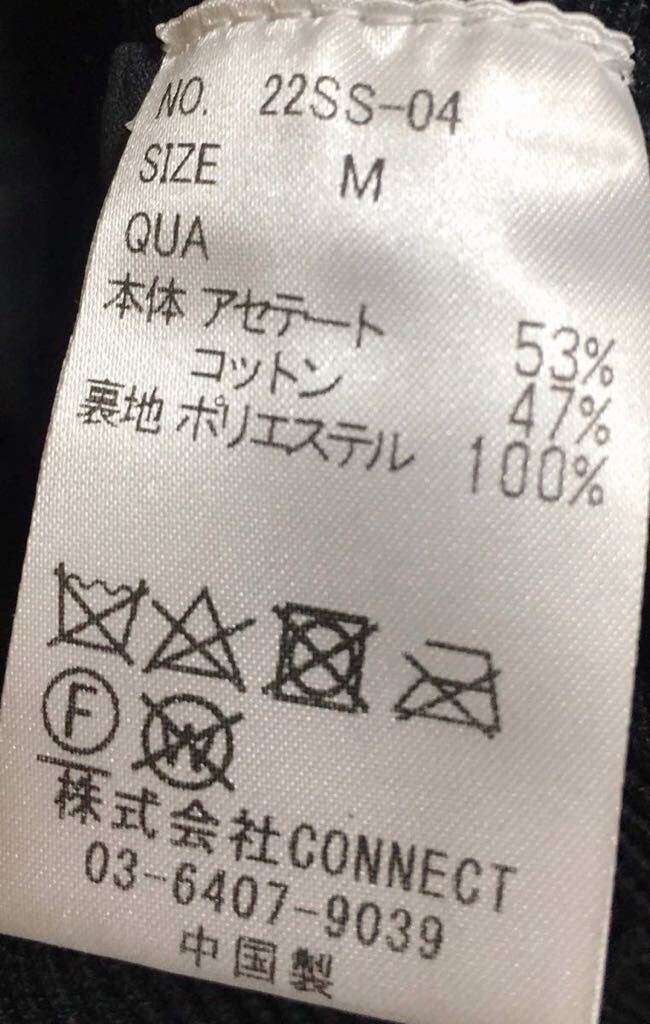 NO. 22SS-04
SIZE M
QUA
本体 アセテート 53%
コットン 47%
裏地 ポリエステル 100%
F W
株式会社CONNECT
03-6407-9039
中国製